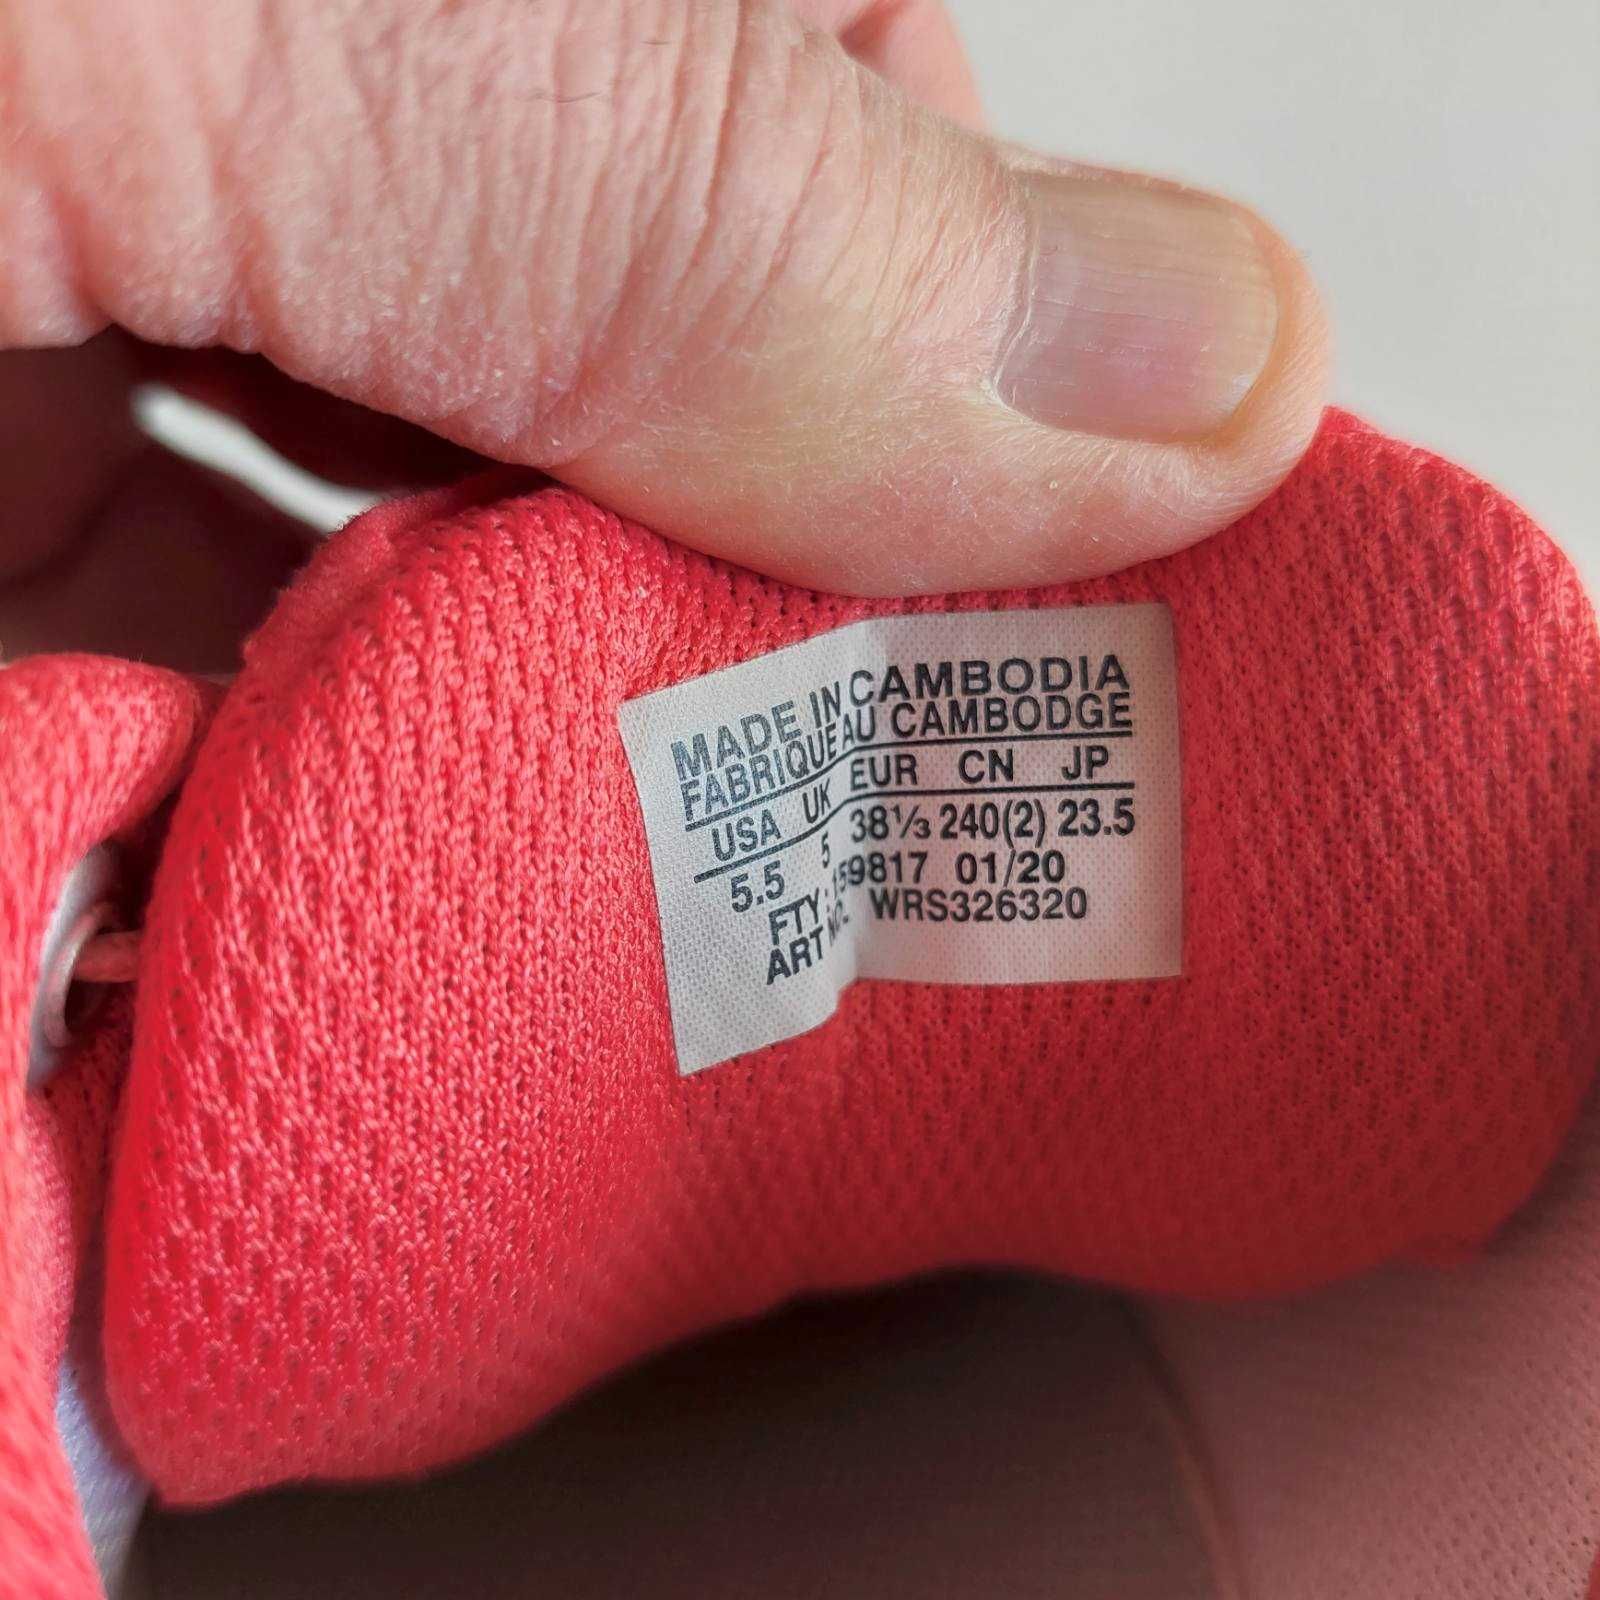 MADE IN CAMBODIA
FABRIQUE AU CAMBODGE
USA UK EUR CN JP
5.5 5 38⅓ 240(2) 23.5
FTY: 159817 01/20
ART NO: WRS326320